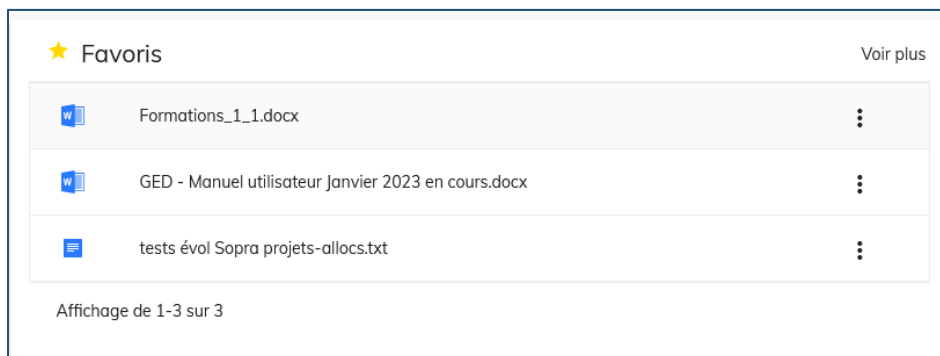 Favoris
Voir plus
Formations_1_1.docx
GED - Manuel utilisateur Janvier 2023 en cours.docx
tests évol Sopra projets-allocs.txt
Affichage de 1-3 sur 3